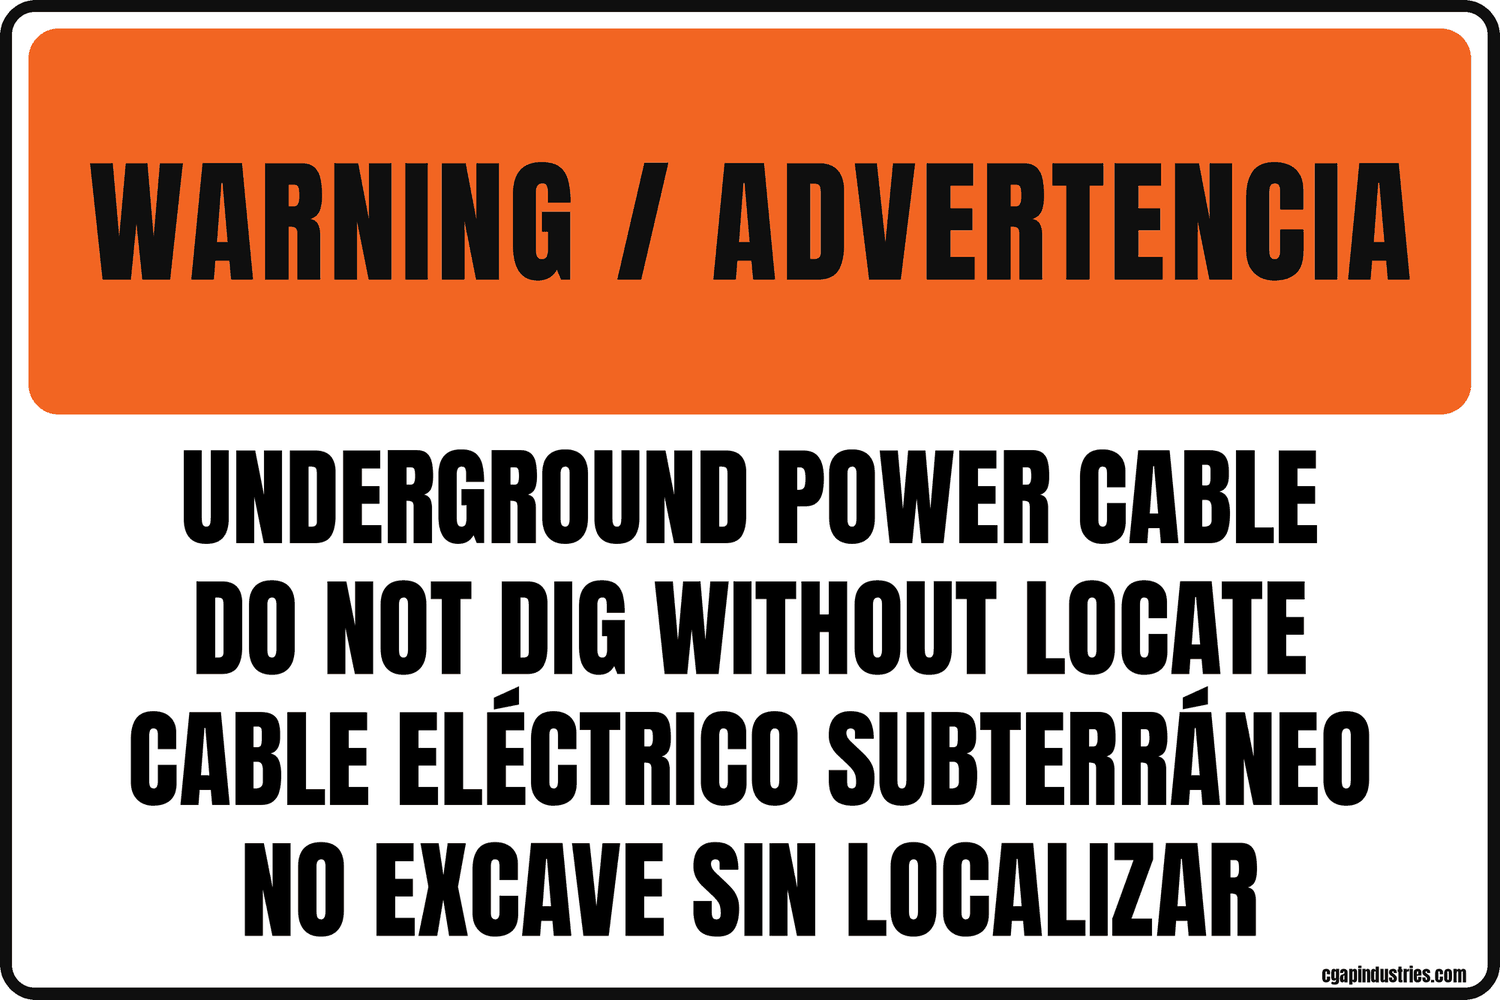 WARNING / ADVERTENCIA
UNDERGROUND POWER CABLE
DO NOT DIG WITHOUT LOCATE
CABLE ELÉCTRICO SUBTERRÁNEO
NO EXCAVE SIN LOCALIZAR
cgapindustries.com